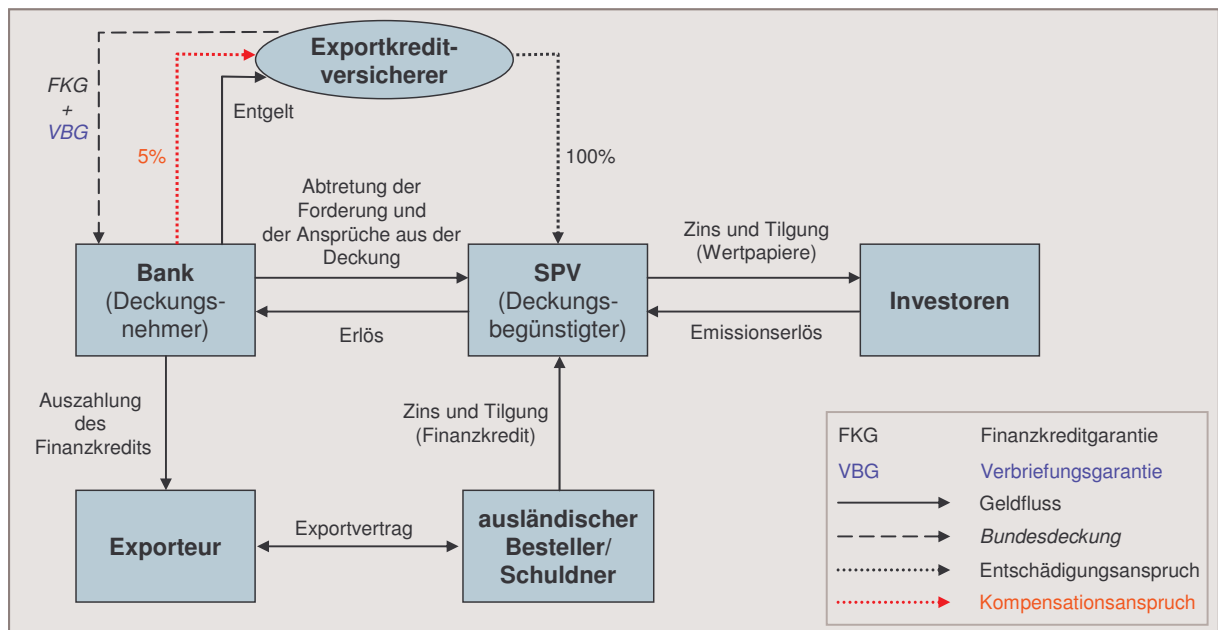 Exportkredit-
versicherer
FKG
+
VBG
Entgelt
5%
100%
Abtretung der
Forderung und
der Ansprüche aus der
Deckung
Zins und Tilgung
(Wertpapiere)
Bank
(Deckungs-
nehmer)
SPV
(Deckungs-
begünstigter)
Investoren
Erlös
Emissionserlös
Auszahlung
des
Finanzkredits
Zins und Tilgung
(Finanzkredit)
Exporteur
Exportvertrag
ausländischer
Besteller/
Schuldner
FKG Finanzkreditgarantie
VBG Verbriefungsgarantie
Geldfluss
Bundesdeckung
Entschädigungsanspruch
Kompensationsanspruch